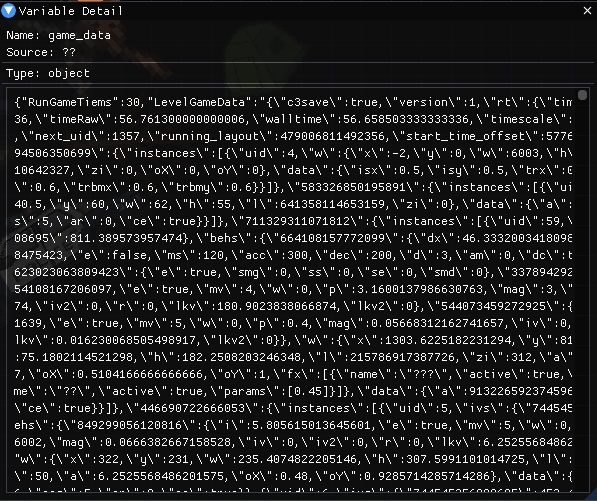 Variable Detail
Name: game_data
Source: ??
Type: object
{"RunGameTiems":30,"LevelGameData":"{\"c3save\":true,\"version\":1,\"rt\":{\"tim
36,\"timeRaw\":56.761300000000006,\"walltime\":56.658503333333336,\"timescale\":
,\"next_uid\":1357,\"running_layout\":479006811492356,\"start_time_offset\":5776
94506350699\":{\"instances\":[{\"uid\":4,\"w\":{\"x\":-2,\"y\":0,\"w\":6003,\"h\
10642327,\"zi\":0,\"oX\":0,\"oY\":0},\"data\":{\"isx\":0.5,\"isy\":0.5,\"trx\":0
\":0.6,\"trbmx\":0.6,\"trbmy\":0.6}}]},\"583326850195891\":{\"instances\":[{\"ui
40.5,\"y\":60,\"w\":62,\"h\":55,\"l\":641358114653159,\"zi\":0},\"data\":{\"a\":
s\":5,\"ar\":0,\"ce\":true}}]},\"711329311071812\":{\"instances\":[{\"uid\":59,\
08695\":811.389573957474},\"behs\":{\"664108157772099\":{\"dx\":46.3332003418098
8475423,\"e\":false,\"ms\":120,\"acc\":300,\"dec\":200,\"d\":3,\"am\":0,\"dc\":t
623023063809423\":{\"e\":true,\"smg\":0,\"ss\":0,\"se\":0,\"smd\":0},\"337894292
54108167206097,\"e\":true,\"mv\":4,\"w\":0,\"p\":3.1600137986630763,\"mag\":3,\"
74,\"iv2\":0,\"r\":0,\"lkv\":180.9023838066874,\"lkv2\":0},\"544073459272925\":{
1639,\"e\":true,\"mv\":5,\"w\":0,\"p\":0.4,\"mag\":0.05668312162741657,\"iv\":0,
lkv\":0.016230068505498917,\"lkv2\":0}},\"w\":{\"x\":1303.6225182231294,\"y\":81
:75.1802114521298,\"h\":182.2508203246348,\"l\":215786917387726,\"zi\":312,\"a\"
7,\"oX\":0.5104166666666666,\"oY\":1,\"fx\":[{\"name\":\"???\",\"active\":true,\
me\":\"??\",\"active\":true,\"params\":[0.45]}]},\"data\":{\"a\":913226592374596
\"ce\":true}}]},\"446690722666053\":{\"instances\":[{\"uid\":5,\"ivs\":{\"744545
ehs\":{\"849299056120816\":{\"i\":5.805615013645601,\"e\":true,\"mv\":5,\"w\":0,
6002,\"mag\":0.0666382667158528,\"iv\":0,\"iv2\":0,\"r\":0,\"lkv\":6.25255684862
\"w\":{\"x\":322,\"y\":231,\"w\":235.4074822205146,\"h\":307.5991101014725,\"l\"
:\"50,\"a\":6.2525568486201575,\"oX\":0.48,\"oY\":0.9285714285714286},\"data\":{